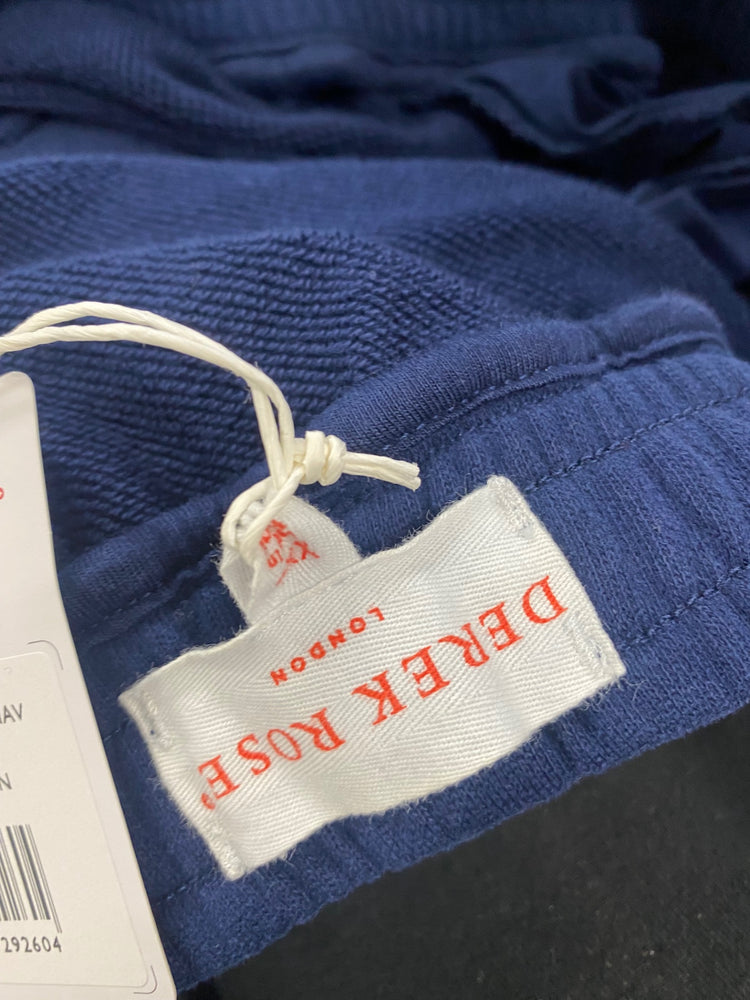 DEREK ROSE®
LONDON
NAV
N
292604